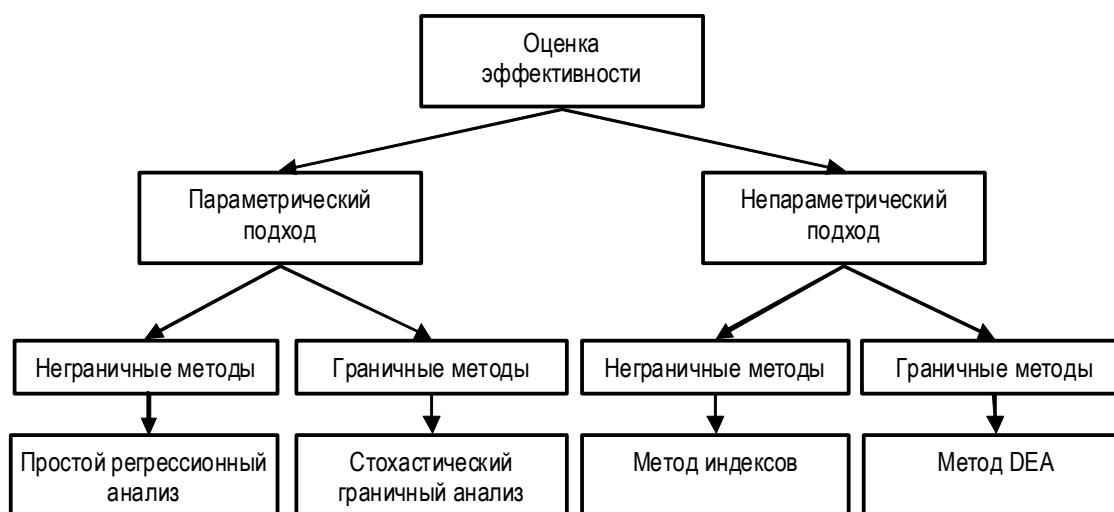 Оценка
эффективности
Параметрический
подход
Непараметрический
подход
Неграничные методы
Граничные методы
Неграничные методы
Граничные методы
Простой регрессионный
анализ
Стохастический
граничный анализ
Метод индексов
Метод DEA